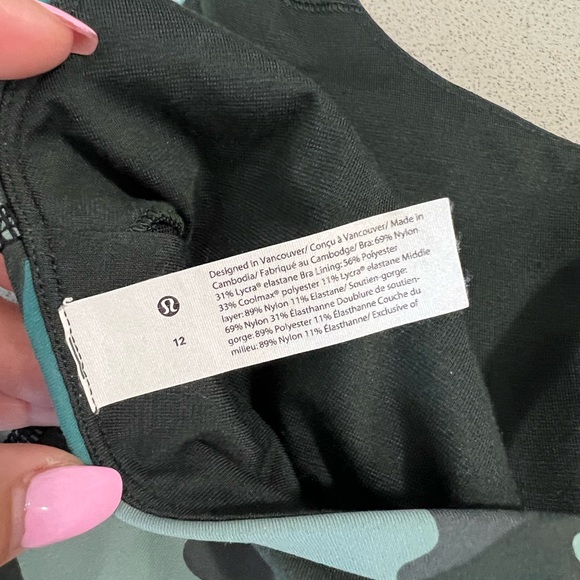 Designed in Vancouver/ Conçu à Vancouver/ Made in
Cambodia/ Fabriqué au Cambodge/ Bra: 69% Nylon
31% Lycra® elastane Bra Lining: 56% Polyester
33% Coolmax® polyester 11% Lycra® elastane Middle
layer: 89% Nylon 11% Elastane/ Soutien-gorge:
69% Nylon 31% Élasthanne Doublure de soutien-
gorge: 89% Polyester 11% Élasthanne Couche du
milieu: 89% Nylon 11% Élasthanne/ Exclusive of
12